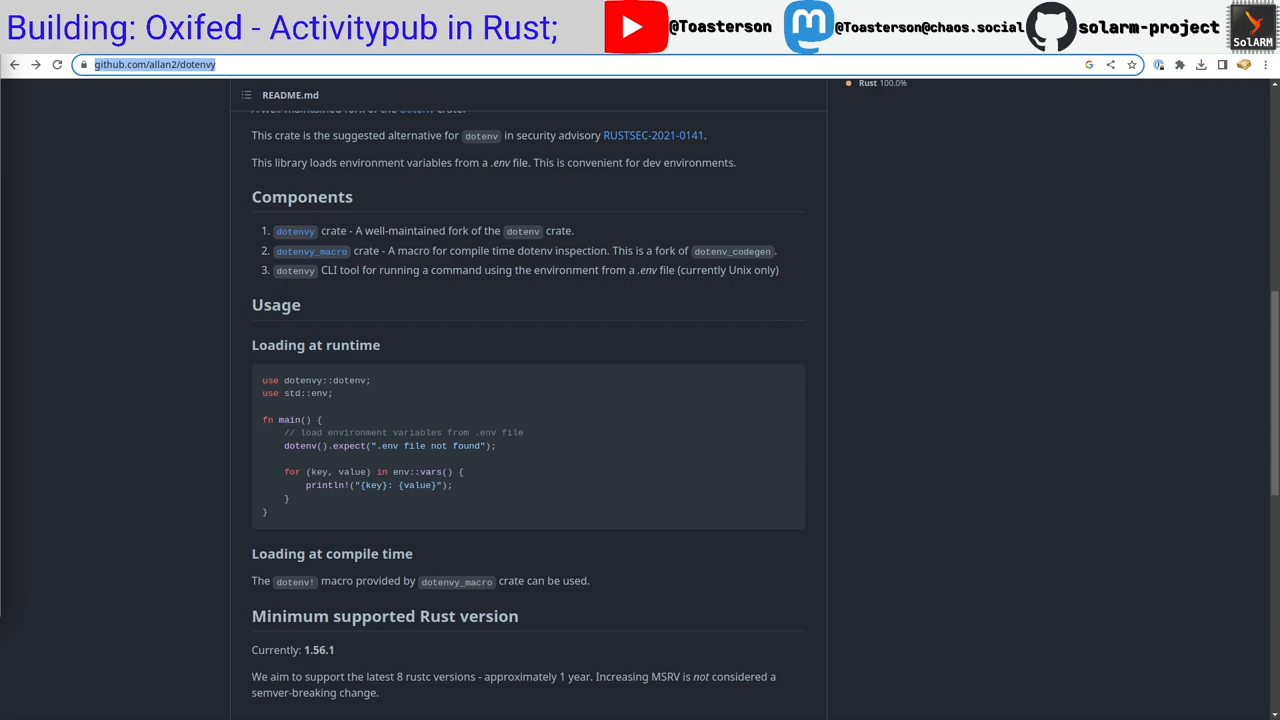 Building: Oxifed - Activitypub in Rust;
@Toasterson
@Toasterson@chaos.social
solarm-project
SolARM
github.com/allan2/dotenvy
README.md
Rust 100.0%
A well-maintained fork of the dotenv crate.
This crate is the suggested alternative for dotenv in security advisory RUSTSEC-2021-0141.
This library loads environment variables from a .env file. This is convenient for dev environments.
Components
1. dotenvy crate - A well-maintained fork of the dotenv crate.
2. dotenvy_macro crate - A macro for compile time dotenv inspection. This is a fork of dotenv_codegen.
3. dotenvy CLI tool for running a command using the environment from a .env file (currently Unix only)
Usage
Loading at runtime
use dotenvy::dotenv;
use std::env;
fn main() {
// load environment variables from .env file
dotenv().expect(".env file not found");
for (key, value) in env::vars() {
println!("{key}: {value}");
}
}
Loading at compile time
The dotenv! macro provided by dotenvy_macro crate can be used.
Minimum supported Rust version
Currently: 1.56.1
We aim to support the latest 8 rustc versions - approximately 1 year. Increasing MSRV is not considered a
semver-breaking change.